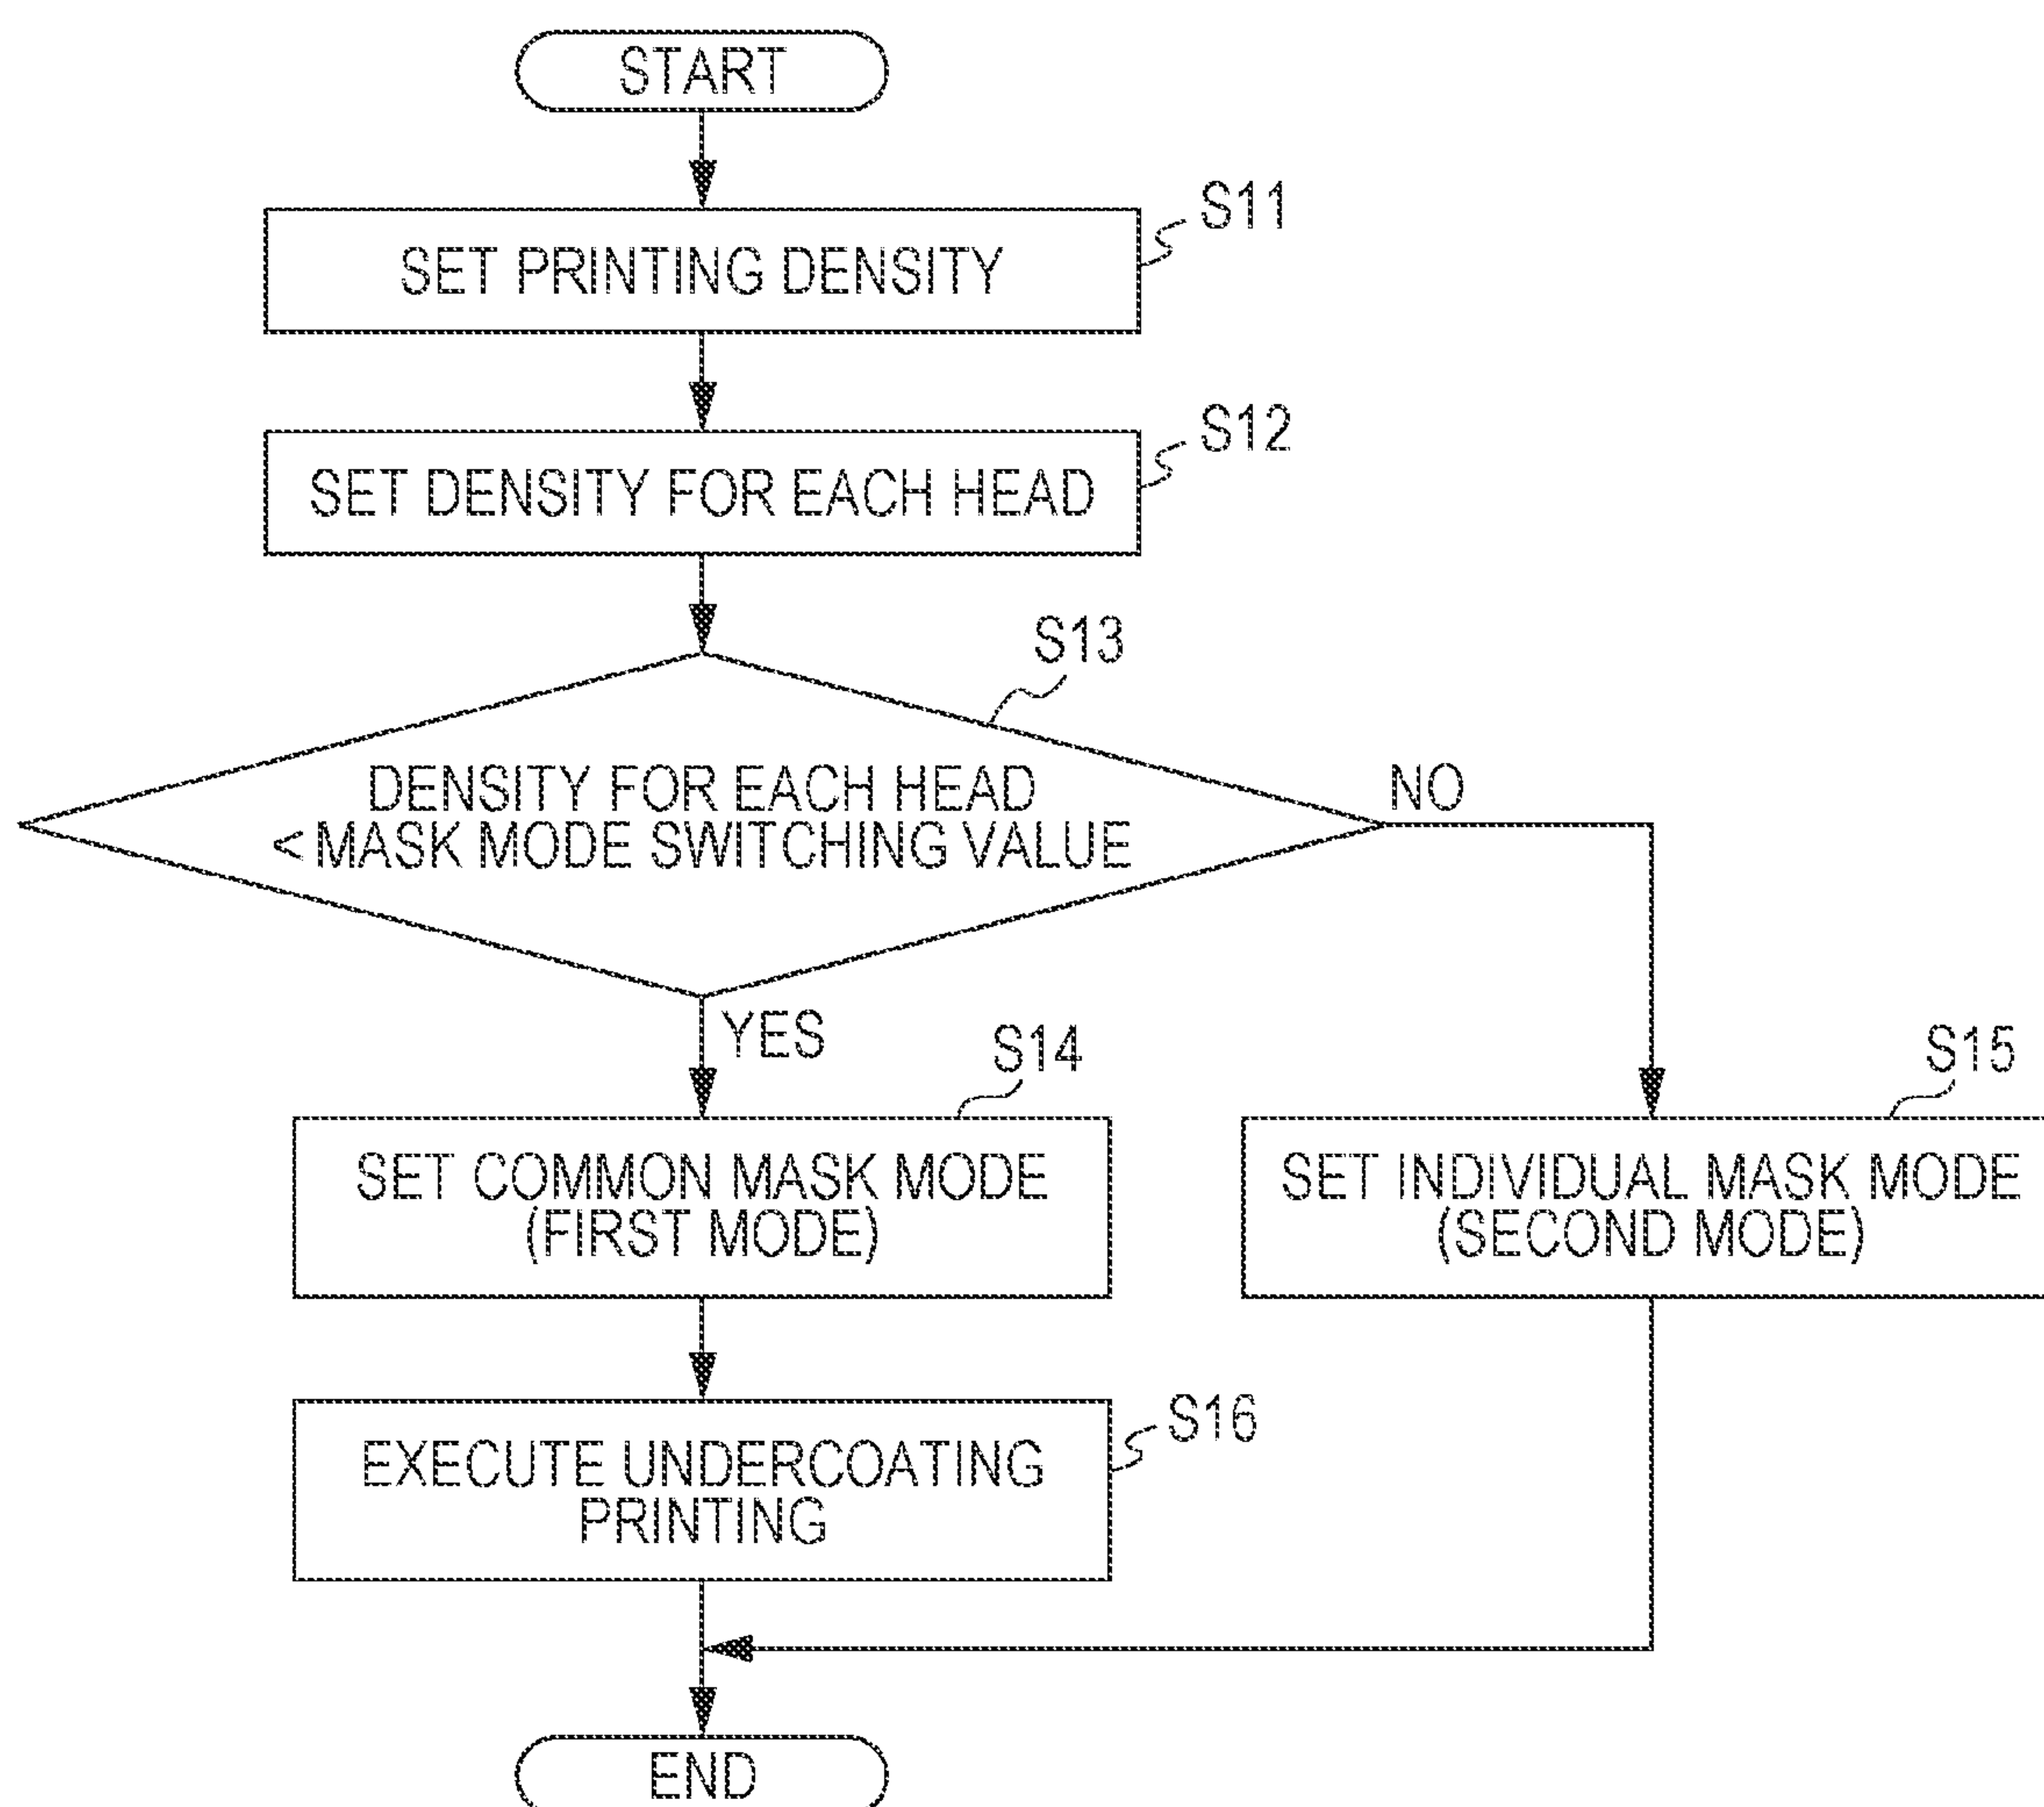 START
SET PRINTING DENSITY
S11
SET DENSITY FOR EACH HEAD
S12
S13
DENSITY FOR EACH HEAD
< MASK MODE SWITCHING VALUE
NO
YES
S14
SET COMMON MASK MODE
(FIRST MODE)
S15
SET INDIVIDUAL MASK MODE
(SECOND MODE)
S16
EXECUTE UNDERCOATING
PRINTING
END